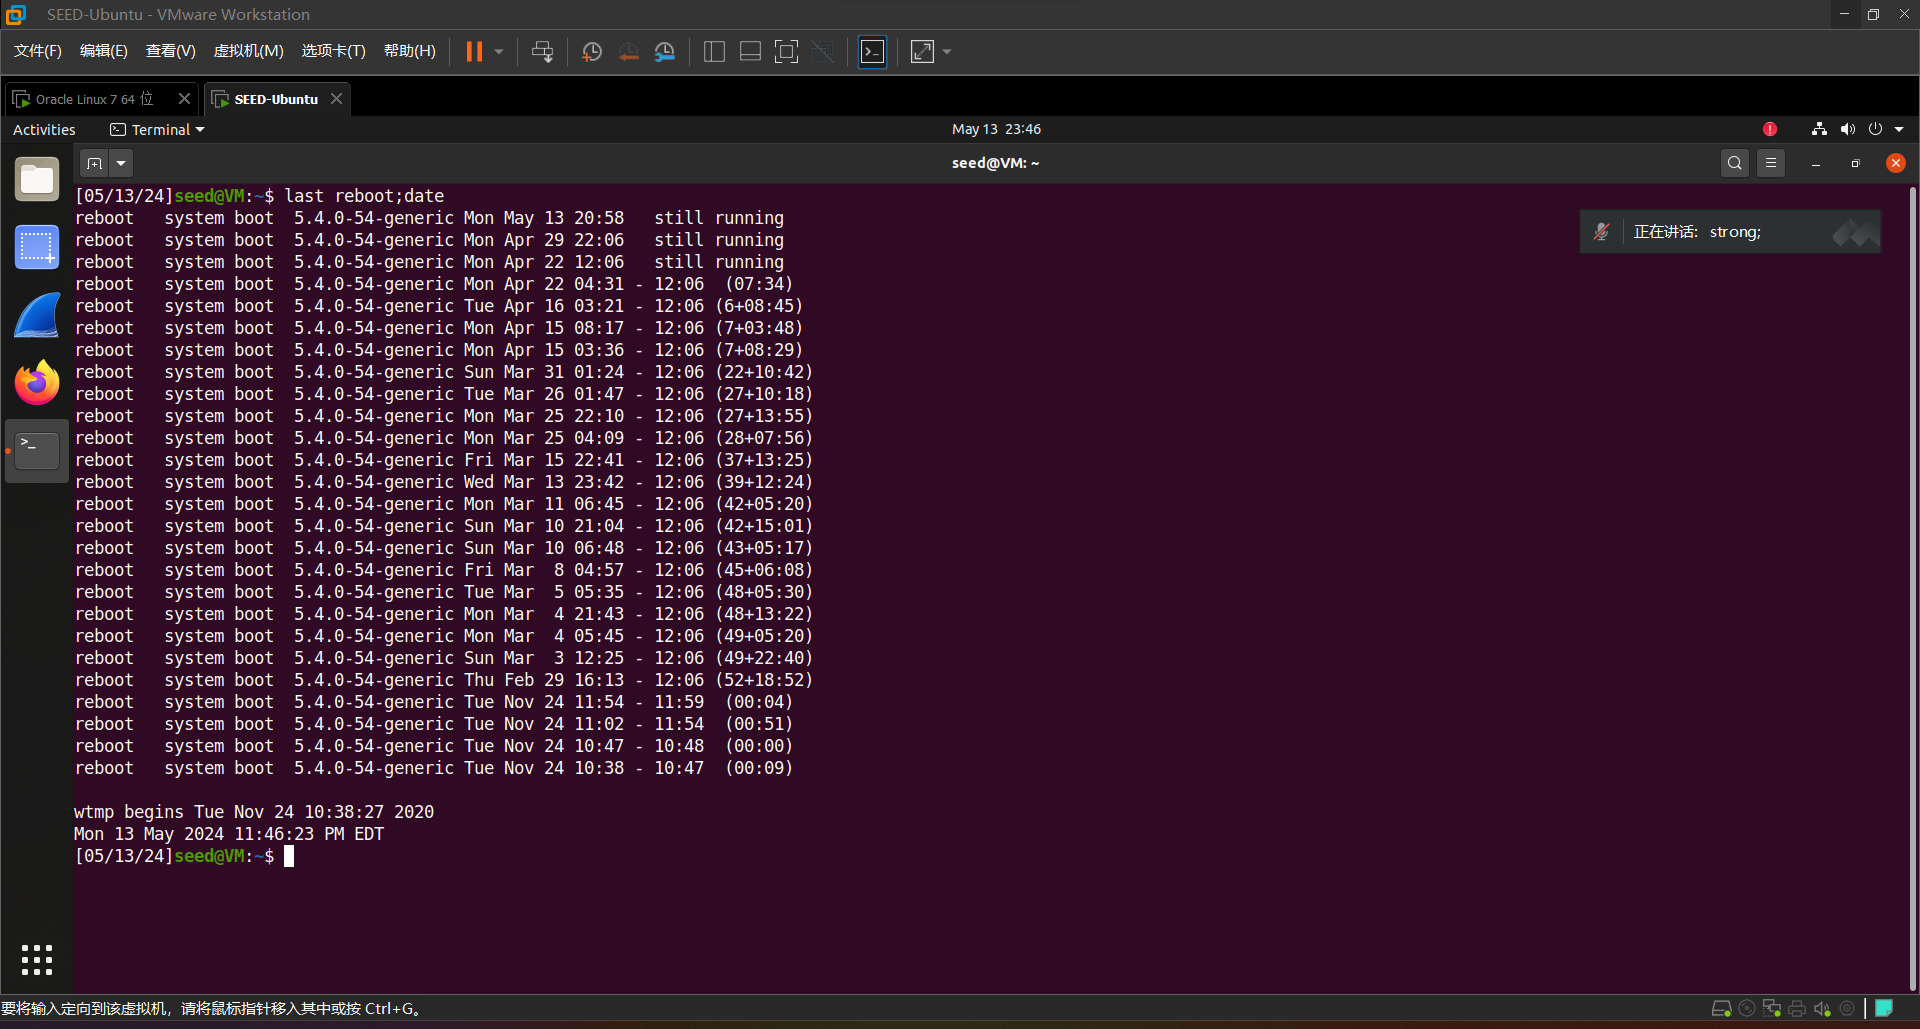 SEED-Ubuntu - VMware Workstation
文件(F) 编辑(E) 查看(V) 虚拟机(M) 选项卡(T) 帮助(H)
Oracle Linux 7 64 位 SEED-Ubuntu
Activities Terminal May 13 23:46
seed@VM: ~
[05/13/24]seed@VM:~$ last reboot;date
reboot   system boot  5.4.0-54-generic Mon May 13 20:58   still running
reboot   system boot  5.4.0-54-generic Mon Apr 29 22:06   still running
reboot   system boot  5.4.0-54-generic Mon Apr 22 12:06   still running
reboot   system boot  5.4.0-54-generic Mon Apr 22 04:31 - 12:06  (07:34)
reboot   system boot  5.4.0-54-generic Tue Apr 16 03:21 - 12:06 (6+08:45)
reboot   system boot  5.4.0-54-generic Mon Apr 15 08:17 - 12:06 (7+03:48)
reboot   system boot  5.4.0-54-generic Mon Apr 15 03:36 - 12:06 (7+08:29)
reboot   system boot  5.4.0-54-generic Sun Mar 31 01:24 - 12:06 (22+10:42)
reboot   system boot  5.4.0-54-generic Tue Mar 26 01:47 - 12:06 (27+10:18)
reboot   system boot  5.4.0-54-generic Mon Mar 25 22:10 - 12:06 (27+13:55)
reboot   system boot  5.4.0-54-generic Mon Mar 25 04:09 - 12:06 (28+07:56)
reboot   system boot  5.4.0-54-generic Fri Mar 15 22:41 - 12:06 (37+13:25)
reboot   system boot  5.4.0-54-generic Wed Mar 13 23:42 - 12:06 (39+12:24)
reboot   system boot  5.4.0-54-generic Mon Mar 11 06:45 - 12:06 (42+05:20)
reboot   system boot  5.4.0-54-generic Sun Mar 10 21:04 - 12:06 (42+15:01)
reboot   system boot  5.4.0-54-generic Sun Mar 10 06:48 - 12:06 (43+05:17)
reboot   system boot  5.4.0-54-generic Fri Mar  8 04:57 - 12:06 (45+06:08)
reboot   system boot  5.4.0-54-generic Tue Mar  5 05:35 - 12:06 (48+05:30)
reboot   system boot  5.4.0-54-generic Mon Mar  4 21:43 - 12:06 (48+13:22)
reboot   system boot  5.4.0-54-generic Mon Mar  4 05:45 - 12:06 (49+05:20)
reboot   system boot  5.4.0-54-generic Sun Mar  3 12:25 - 12:06 (49+22:40)
reboot   system boot  5.4.0-54-generic Thu Feb 29 16:13 - 12:06 (52+18:52)
reboot   system boot  5.4.0-54-generic Tue Nov 24 11:54 - 11:59  (00:04)
reboot   system boot  5.4.0-54-generic Tue Nov 24 11:02 - 11:54  (00:51)
reboot   system boot  5.4.0-54-generic Tue Nov 24 10:47 - 10:48  (00:00)
reboot   system boot  5.4.0-54-generic Tue Nov 24 10:38 - 10:47  (00:09)
wtmp begins Tue Nov 24 10:38:27 2020
Mon 13 May 2024 11:46:23 PM EDT
[05/13/24]seed@VM:~$
正在讲话: strong;
要将输入定向到该虚拟机，请将鼠标指针移入其中或按 Ctrl+G。